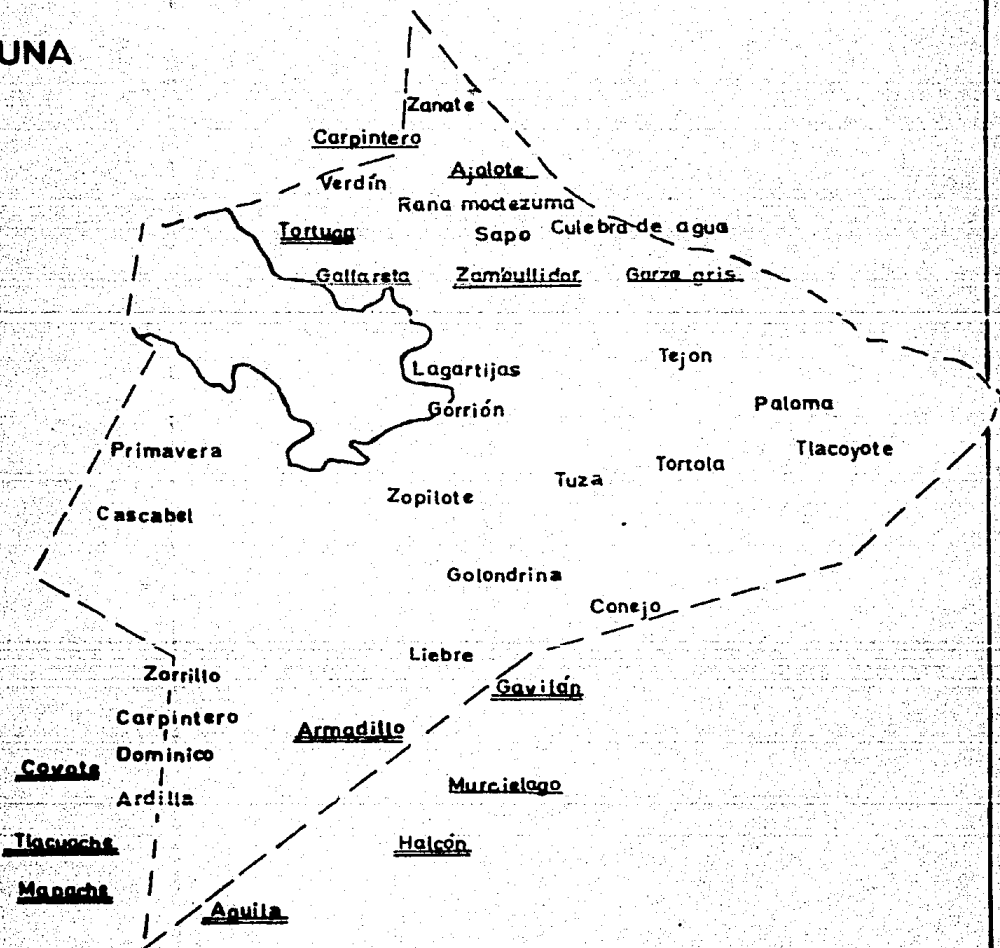 UNA
Zanate
Carpintero
Ajolote
Verdín
Rana moctezuma
Tortuga
Sapo
Culebra de agua
Gallareta
Zambullidor
Garza gris
Tejon
Lagartijas
Gorrión
Paloma
Primavera
Tlacoyote
Tortola
Tuza
Zopilote
Cascabel
Golondrina
Conejo
Liebre
Zorrillo
Gavilán
Carpintero
Armadillo
Dominico
Coyote
Murcielago
Ardilla
Tlacuache
Halcón
Mapache
Aguila